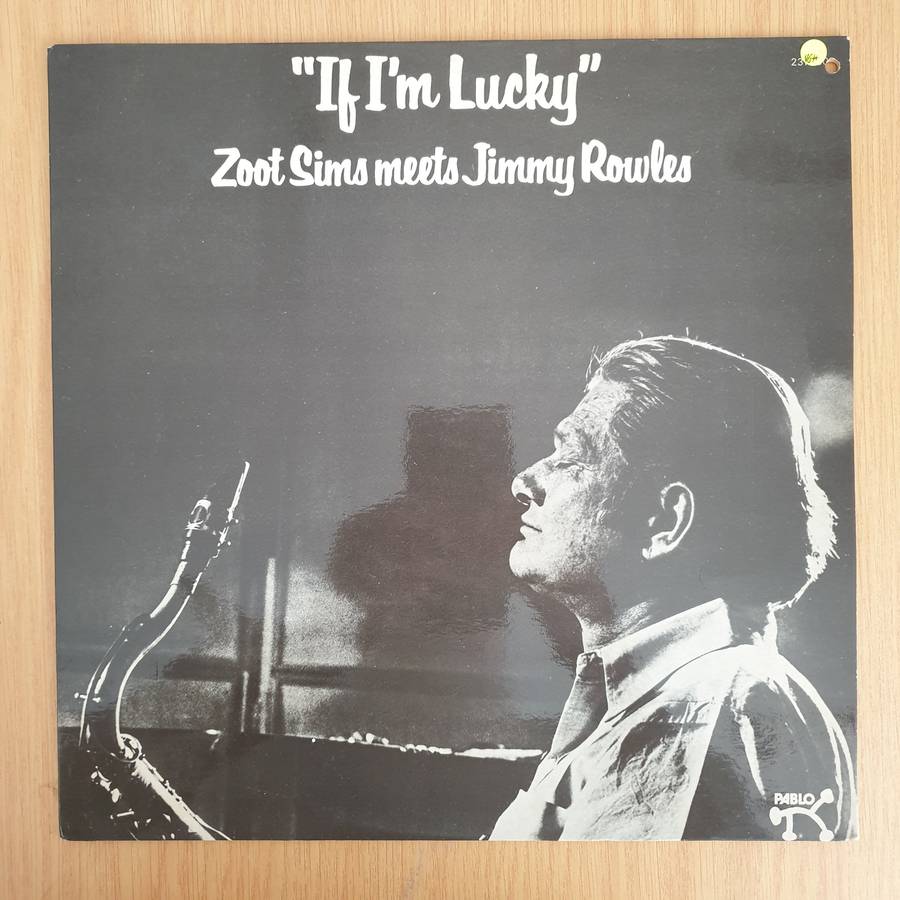 "If I'm Lucky"
Zoot Sims meets Jimmy Rowles
PABLO